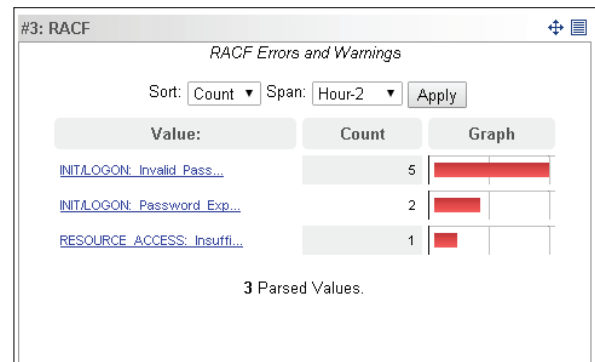 #3: RACF
RACF Errors and Warnings
Sort: Count Span: Hour-2 Apply
Value: Count Graph
INIT/LOGON: Invalid Pass... 5
INIT/LOGON: Password Exp... 2
RESOURCE ACCESS: Insuffi... 1
3 Parsed Values.